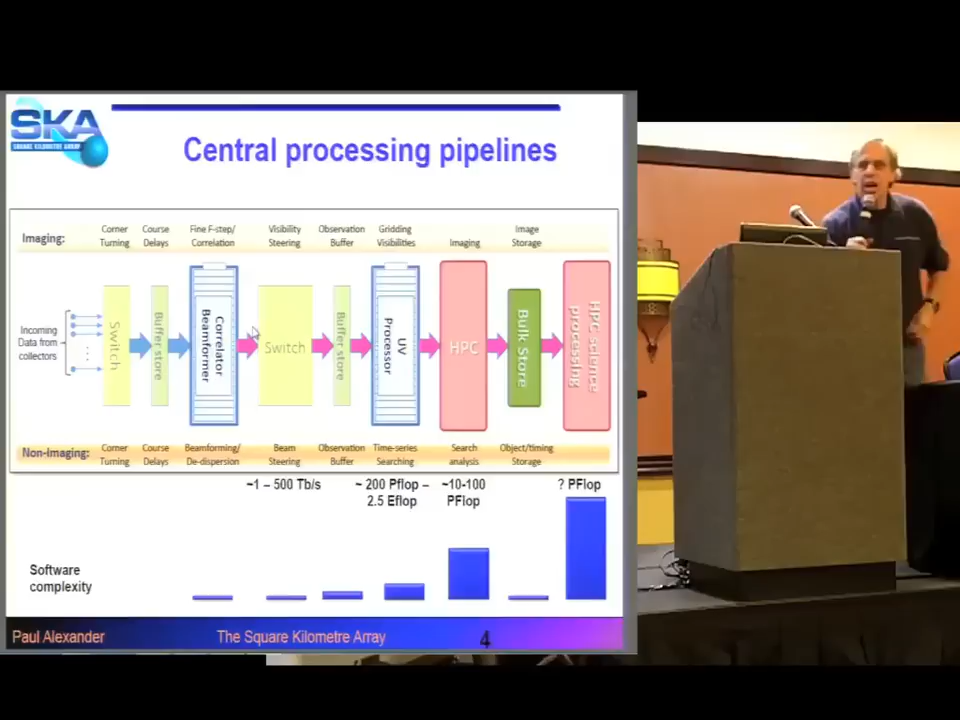 SKA
SQUARE KILOMETRE ARRAY
Central processing pipelines
Imaging:
Corner
Turning
Course
Delays
Fine F-step/
Correlation
Visibility
Steering
Observation
Buffer
Gridding
Visibilities
Imaging
Image
Storage
Incoming
Data from
collectors
Switch
Buffer store
Correlator
Beamformer
Switch
Buffer store
UV
Processor
HPC
Bulk Store
HPC science
processing
Non-Imaging:
Corner
Turning
Course
Delays
Beamforming/
De-dispersion
Beam
Steering
Observation
Buffer
Time-series
Searching
Search
analysis
Object/timing
Storage
~1 – 500 Tb/s
~ 200 Pflop –
2.5 Eflop
~10-100
PFlop
? PFlop
Software
complexity
Paul Alexander
The Square Kilometre Array
4